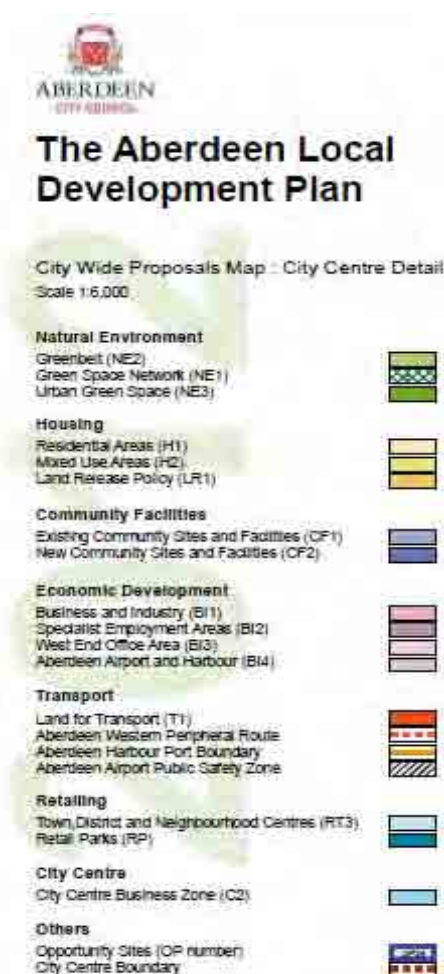 ABERDEEN
CITY COUNCIL
The Aberdeen Local
Development Plan
City Wide Proposals Map : City Centre Detail
Scale 1:6,000
Natural Environment
Greenbelt (NE2)
Green Space Network (NE1)
Urban Green Space (NE3)
Housing
Residential Areas (H1)
Mixed Use Areas (H2)
Land Release Policy (LR1)
Community Facilities
Existing Community Sites and Facilities (CF1)
New Community Sites and Facilities (CF2)
Economic Development
Business and Industry (BI1)
Specialist Employment Areas (BI2)
West End Office Area (BI3)
Aberdeen Airport and Harbour (BI4)
Transport
Land for Transport (T1)
Aberdeen Western Peripheral Route
Aberdeen Harbour Port Boundary
Aberdeen Airport Public Safety Zone
Retailing
Town,District and Neighbourhood Centres (RT3)
Retail Parks (RP)
City Centre
City Centre Business Zone (C2)
Others
Opportunity Sites (OP number)
City Centre Boundary